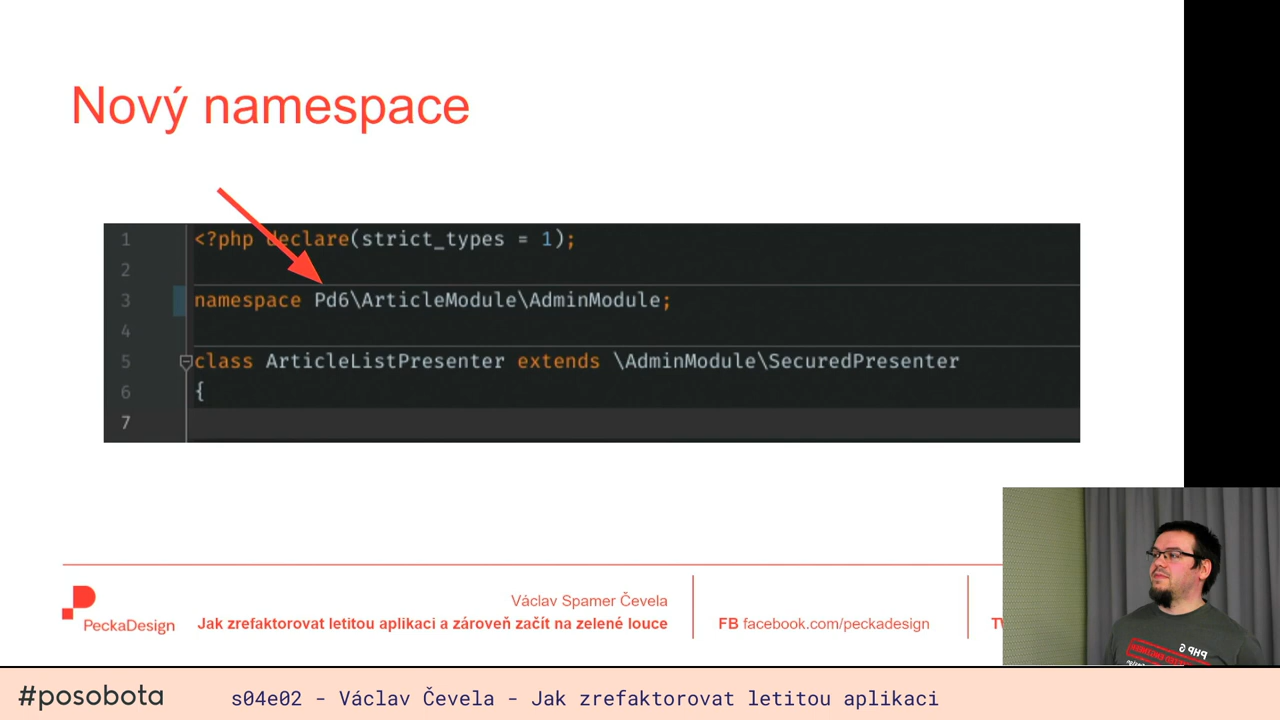 Nový namespace
1 <?php declare(strict_types = 1);
2
3 namespace Pd6\ArticleModule\AdminModule;
4
5 class ArticleListPresenter extends \AdminModule\SecuredPresenter
6 {
7
PeckaDesign
Václav Spamer Čevela
Jak zrefaktorovat letitou aplikaci a zároveň začít na zelené louce
FB facebook.com/peckadesign
PHP 6
#posobota
s04e02 - Václav Čevela - Jak zrefaktorovat letitou aplikaci